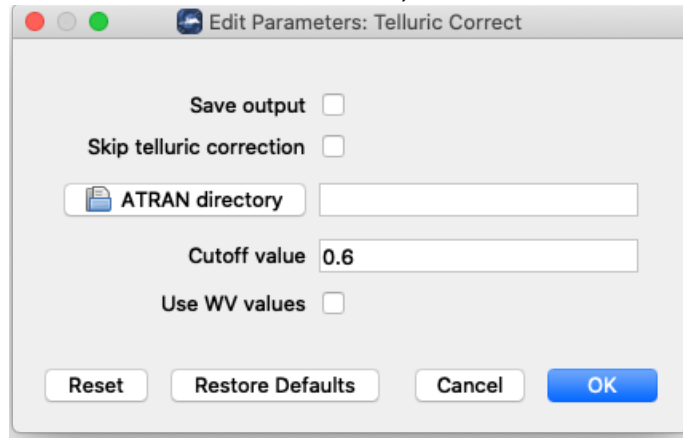 Edit Parameters: Telluric Correct
Save output
Skip telluric correction
ATRAN directory
Cutoff value 0.6
Use WV values
Reset Restore Defaults Cancel OK